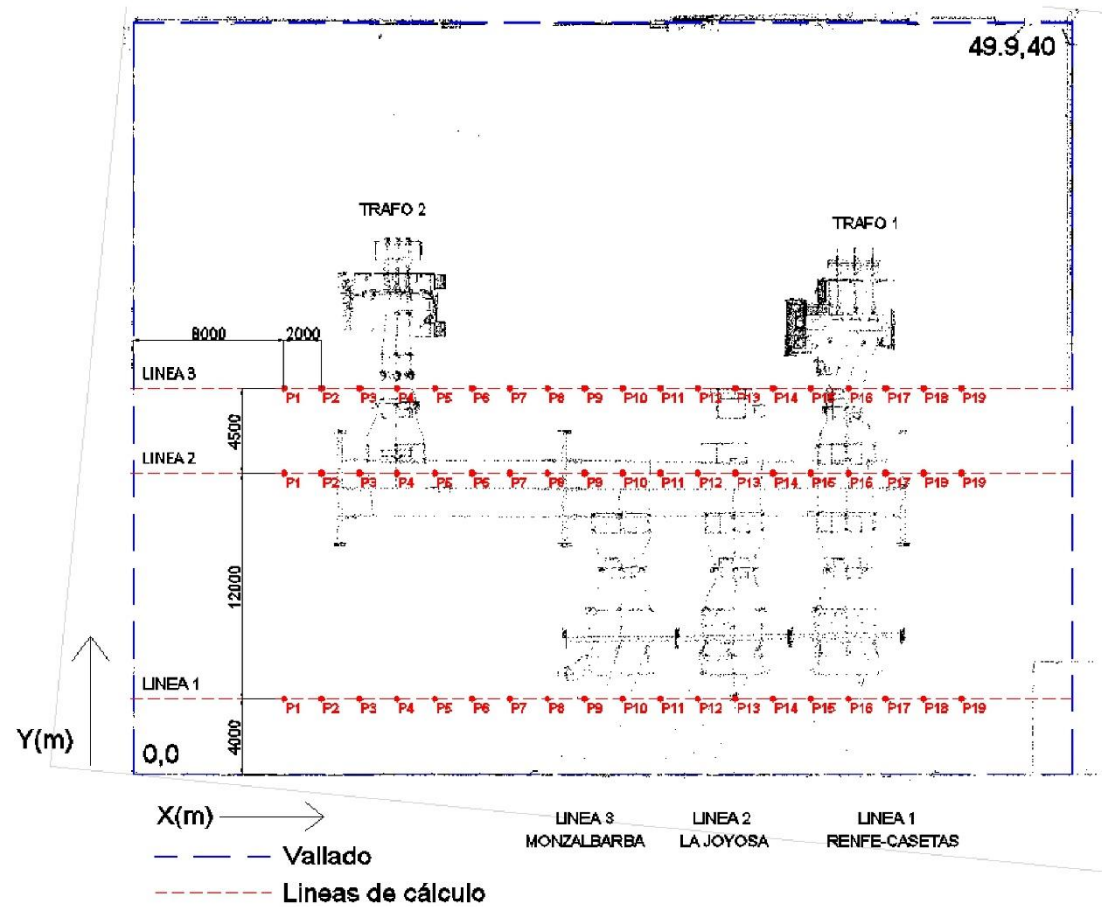 49.9,40
TRAFO 2
TRAFO 1
8000
2000
LINEA 3
P1 P2 P3 P4 P5 P6 P7 P8 P9 P10 P11 P12 P13 P14 P15 P16 P17 P18 P19
4500
LINEA 2
P1 P2 P3 P4 P5 P6 P7 P8 P9 P10 P11 P12 P13 P14 P15 P16 P17 P18 P19
12000
LINEA 1
P1 P2 P3 P4 P5 P6 P7 P8 P9 P10 P11 P12 P13 P14 P15 P16 P17 P18 P19
4000
Y(m)
0,0
X(m)
LINEA 3
MONZALBARBA
LINEA 2
LA JOYOSA
LINEA 1
RENFE-CASETAS
Vallado
Lineas de cálculo